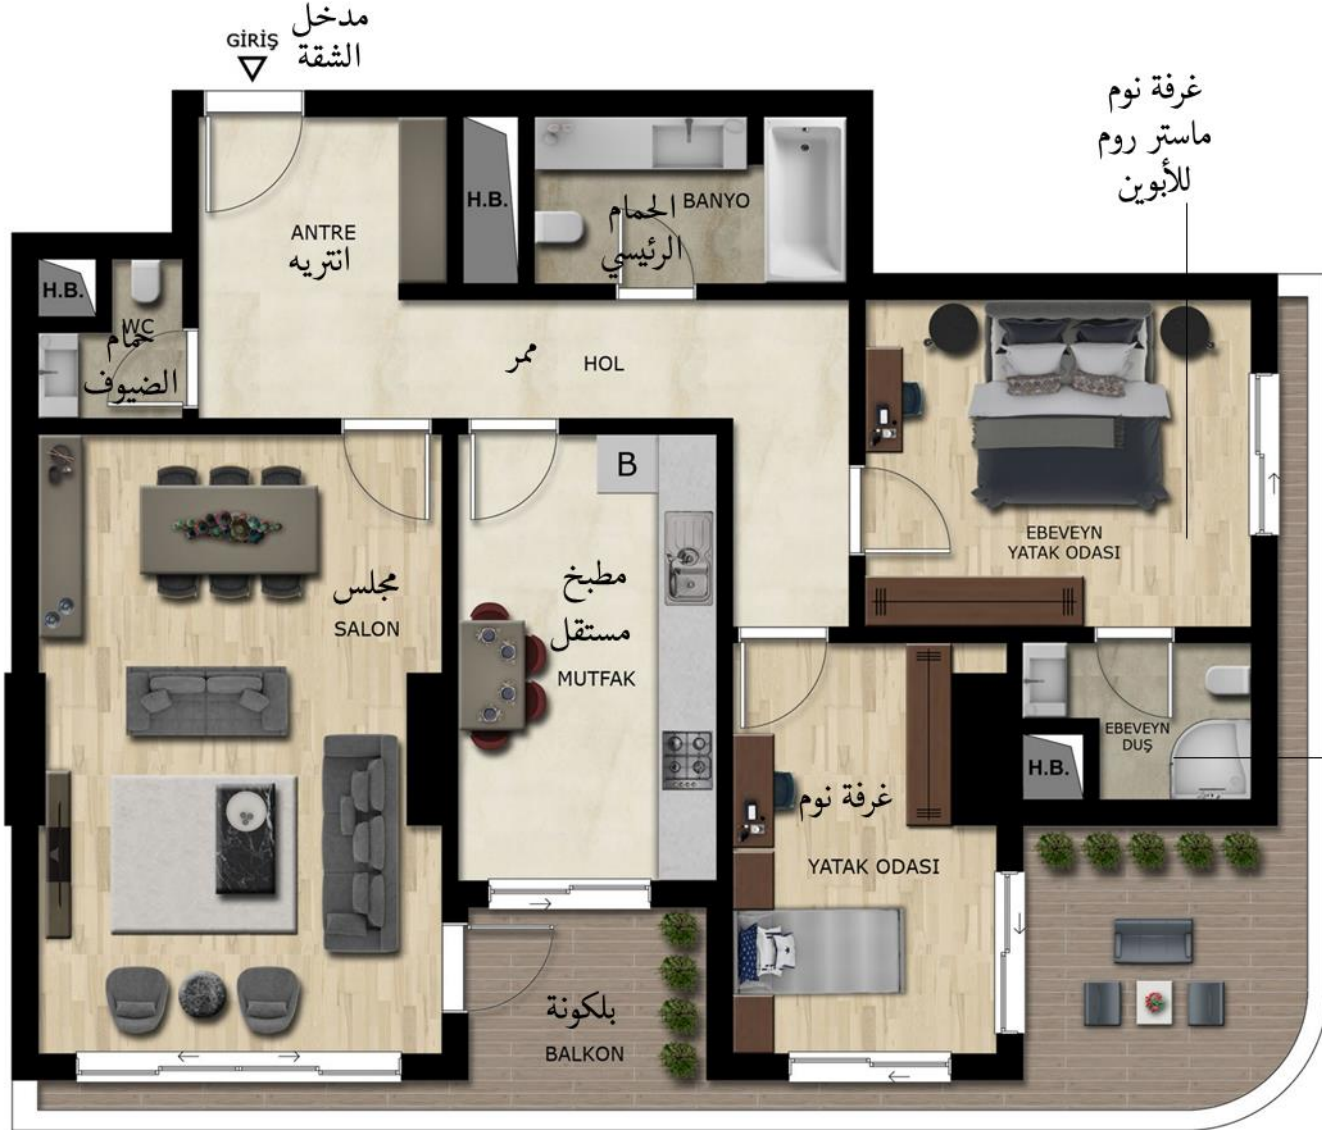 مدخل
الشقة
GİRİŞ
غرفة نوم
ماستر روم
للأبوين
H.B.
BANYO
الحمام
الرئيسي
ANTRE
انتريه
H.B.
WC
حمام
الضيوف
ممر
HOL
B
EBEVEYN
YATAK ODASI
مجلس
SALON
مطبخ
مستقل
MUTFAK
EBEVEYN
DUŞ
H.B.
غرفة نوم
YATAK ODASI
بلكونة
BALKON